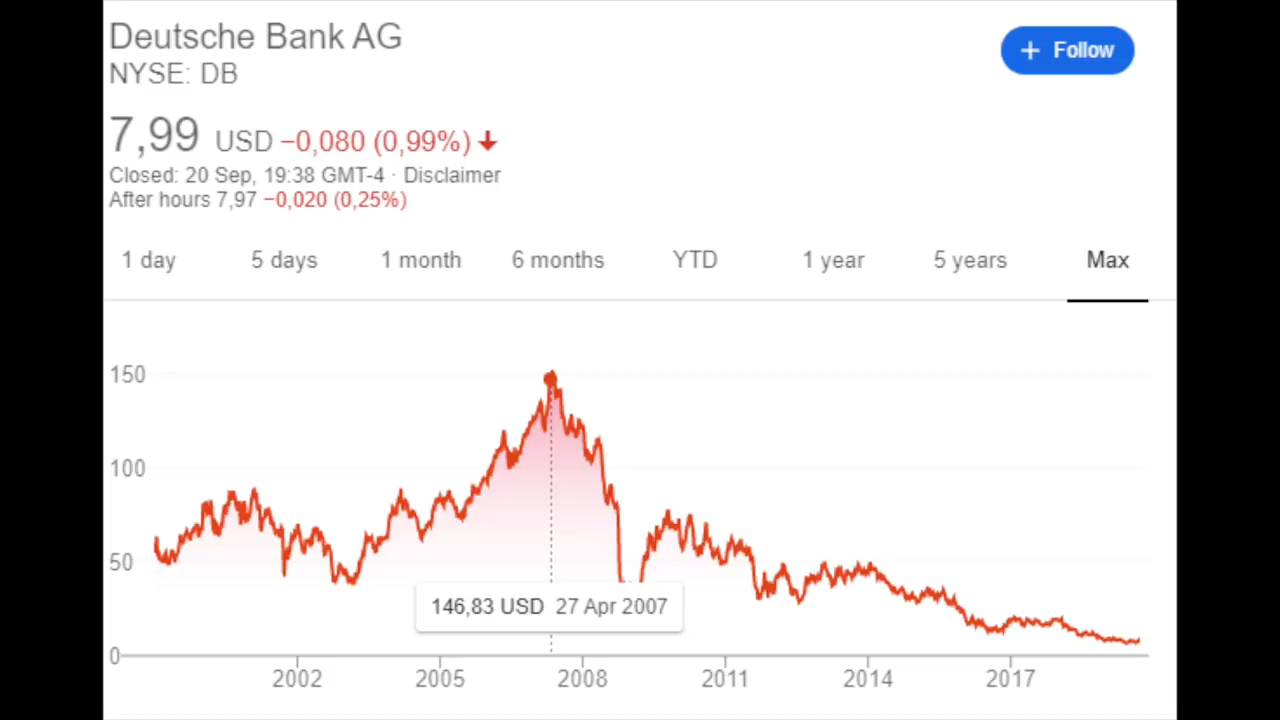 Deutsche Bank AG
+ Follow
NYSE: DB
7,99 USD −0,080 (0,99%) ↓
Closed: 20 Sep, 19:38 GMT-4 · Disclaimer
After hours 7,97 −0,020 (0,25%)
1 day 5 days 1 month 6 months YTD 1 year 5 years Max
150
100
50
146,83 USD 27 Apr 2007
0
2002 2005 2008 2011 2014 2017